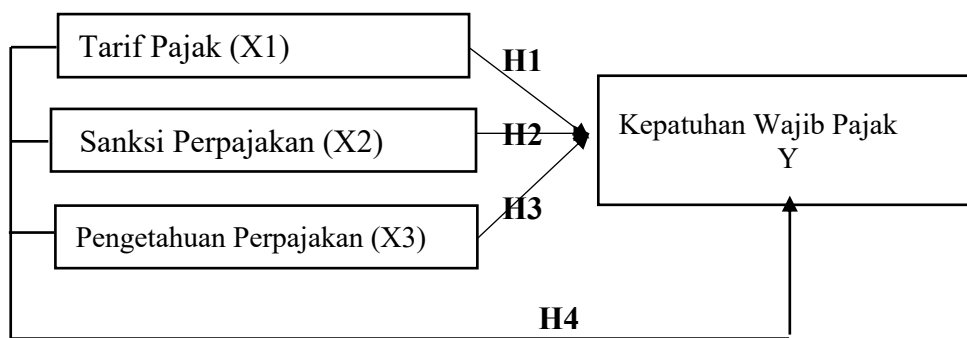 Tarif Pajak (X1)
H1
Sanksi Perpajakan (X2)
H2
Kepatuhan Wajib Pajak
Y
Pengetahuan Perpajakan (X3)
H3
H4